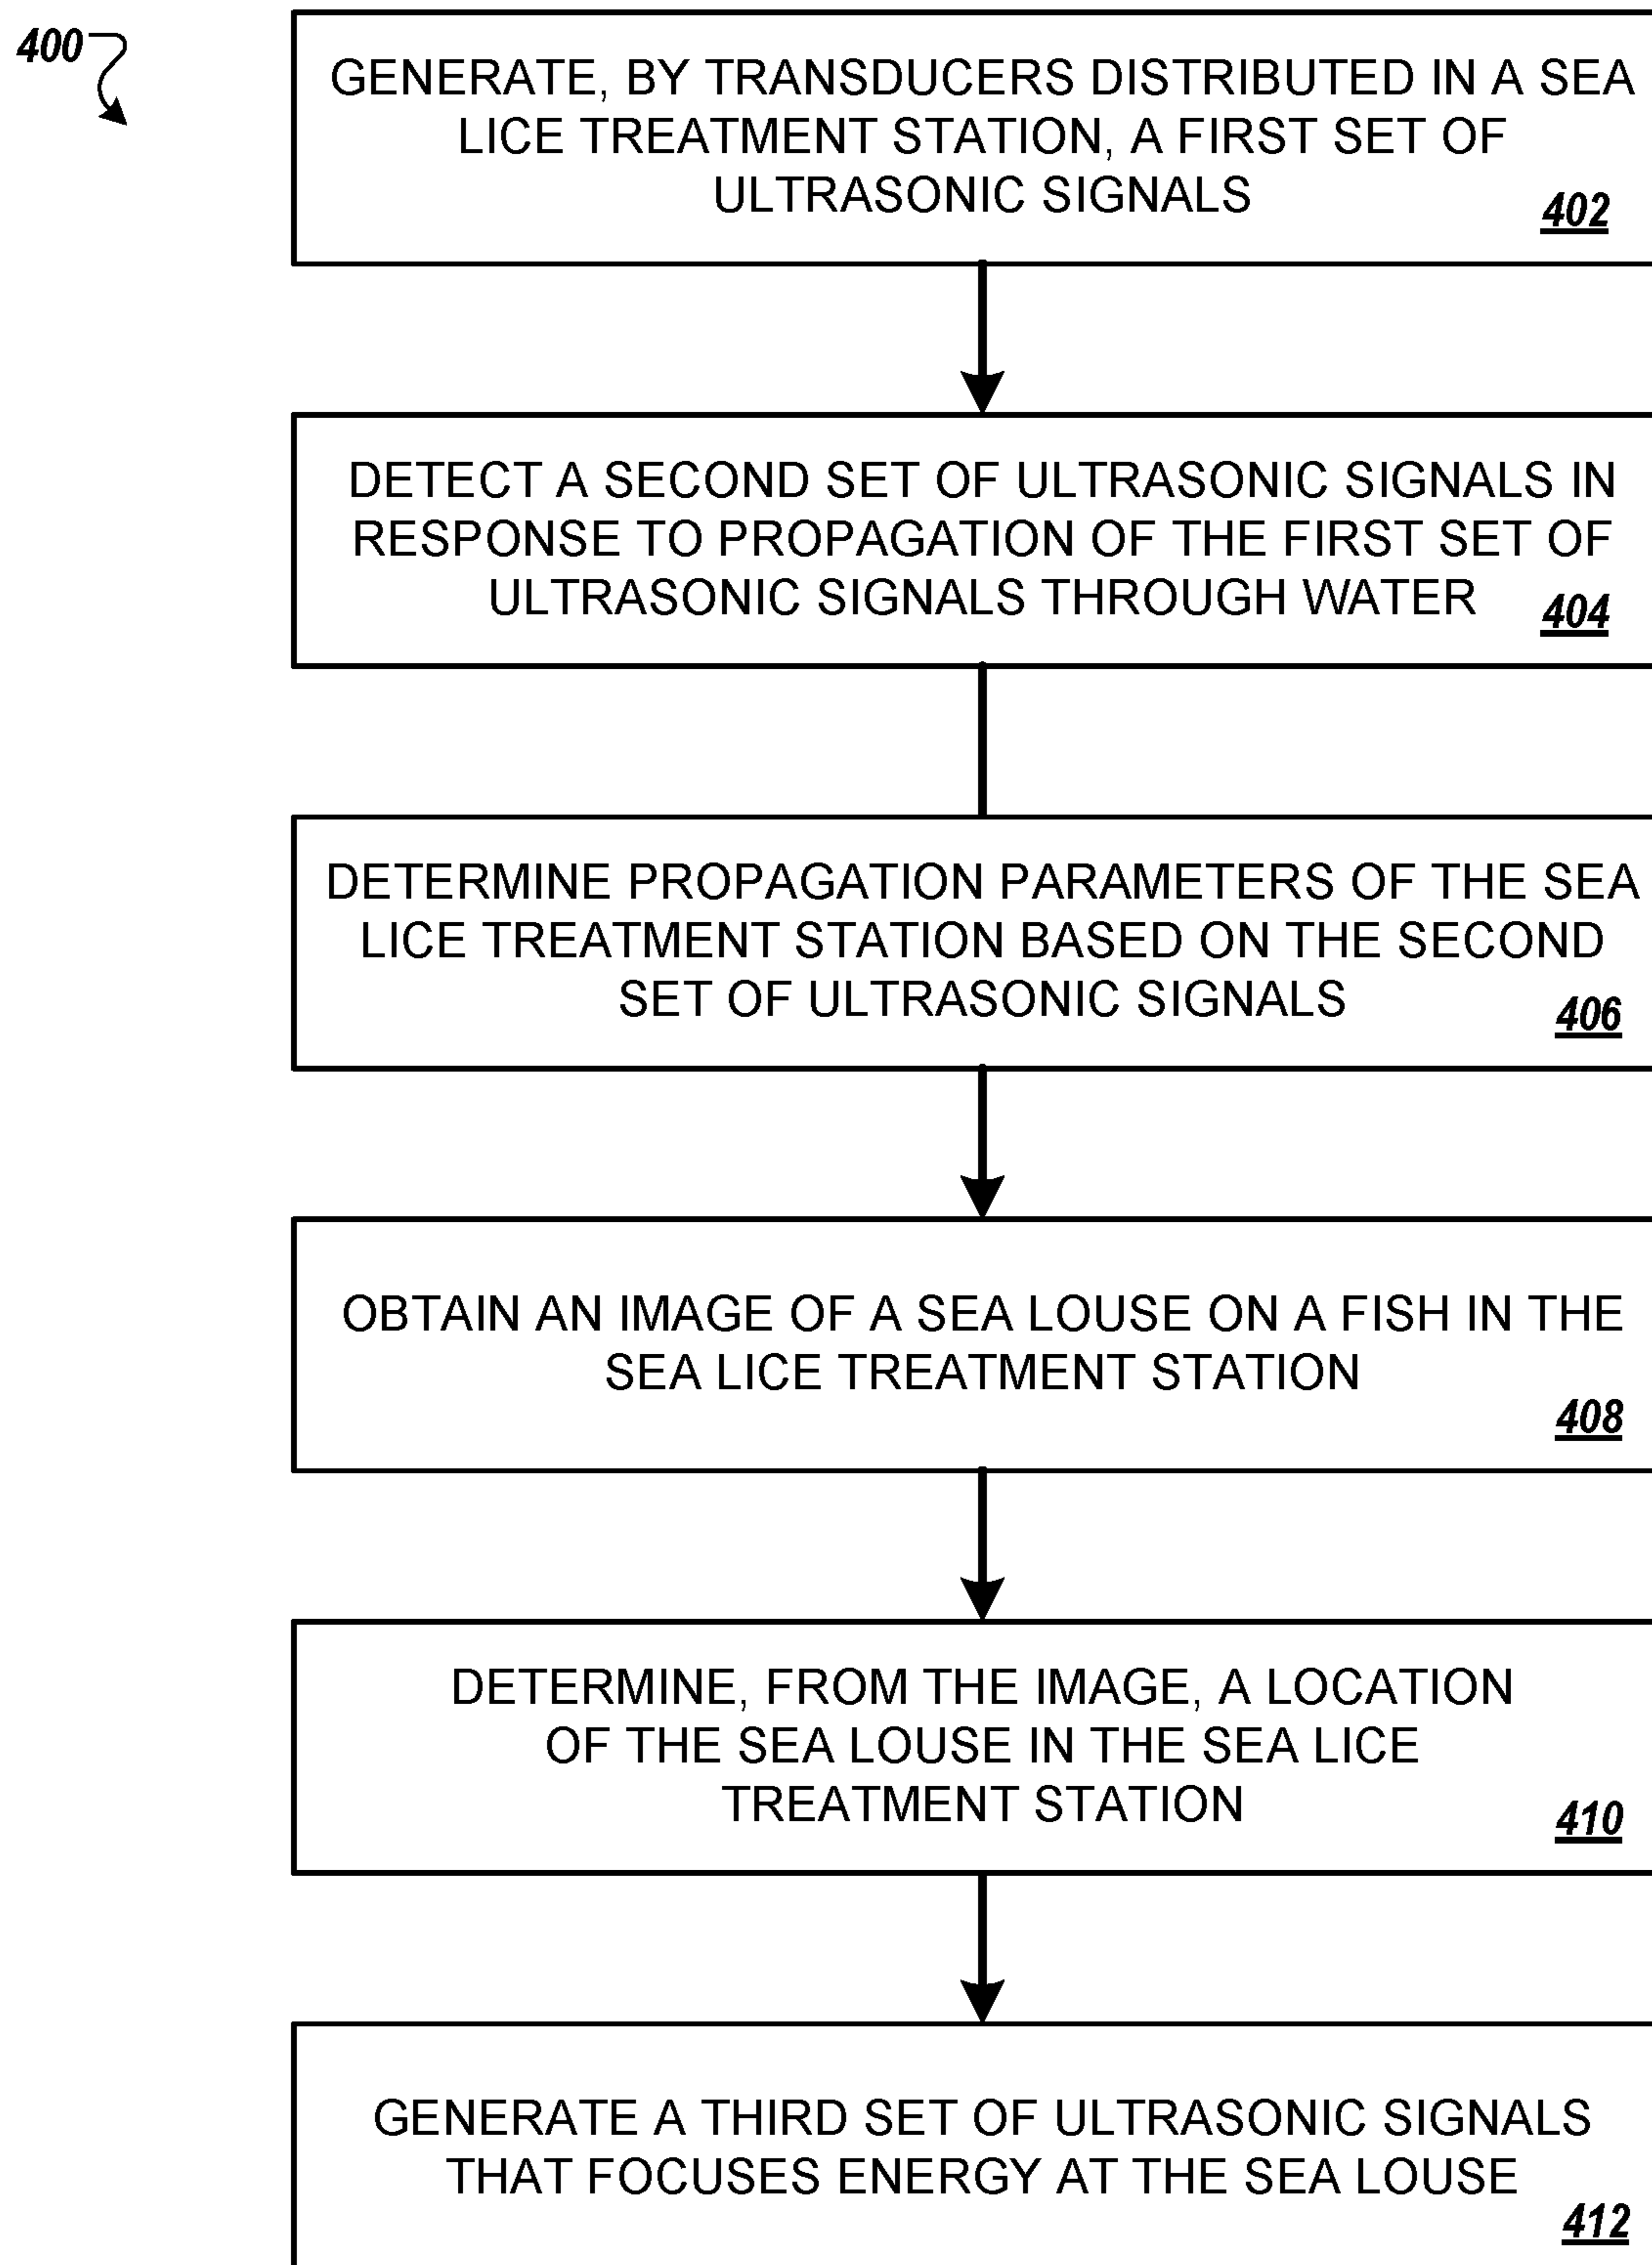 400
GENERATE, BY TRANSDUCERS DISTRIBUTED IN A SEA
LICE TREATMENT STATION, A FIRST SET OF
ULTRASONIC SIGNALS
402
DETECT A SECOND SET OF ULTRASONIC SIGNALS IN
RESPONSE TO PROPAGATION OF THE FIRST SET OF
ULTRASONIC SIGNALS THROUGH WATER
404
DETERMINE PROPAGATION PARAMETERS OF THE SEA
LICE TREATMENT STATION BASED ON THE SECOND
SET OF ULTRASONIC SIGNALS
406
OBTAIN AN IMAGE OF A SEA LOUSE ON A FISH IN THE
SEA LICE TREATMENT STATION
408
DETERMINE, FROM THE IMAGE, A LOCATION
OF THE SEA LOUSE IN THE SEA LICE
TREATMENT STATION
410
GENERATE A THIRD SET OF ULTRASONIC SIGNALS
THAT FOCUSES ENERGY AT THE SEA LOUSE
412